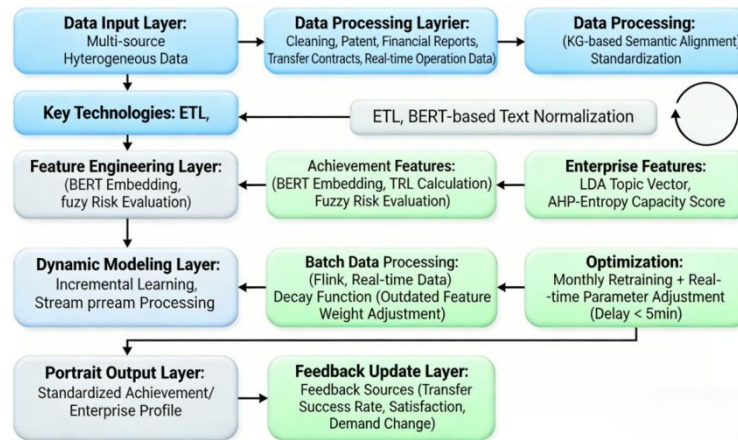 Data Input Layer:
Multi-source
Hyterogeneous Data
Data Processing Layrier:
Cleaning, Patent, Financial Reports,
Transfer Contracts, Real-time Operation Data)
Data Processing:
(KG-based Semantic Alignment)
Standardization
Key Technologies: ETL,
ETL, BERT-based Text Normalization
Feature Engineering Layer:
(BERT Embedding,
fuzy Risk Evaluation)
Achievement Features:
(BERT Embedding, TRL Calculation)
Fuzzy Risk Evaluation)
Enterprise Features:
LDA Topic Vector,
AHP-Entropy Capacity Score
Dynamic Modeling Layer:
Incremental Learning,
Stream prream Processing
Batch Data Processing:
(Flink, Real-time Data)
Decay Function (Outdated Feature
Weight Adjustment)
Optimization:
Monthly Retraining + Real-
-time Parameter Adjustment
(Delay < 5min)
Portrait Output Layer:
Standardized Achievement/
Enterprise Profile
Feedback Update Layer:
Feedback Sources (Transfer
Success Rate, Satisfaction,
Demand Change)